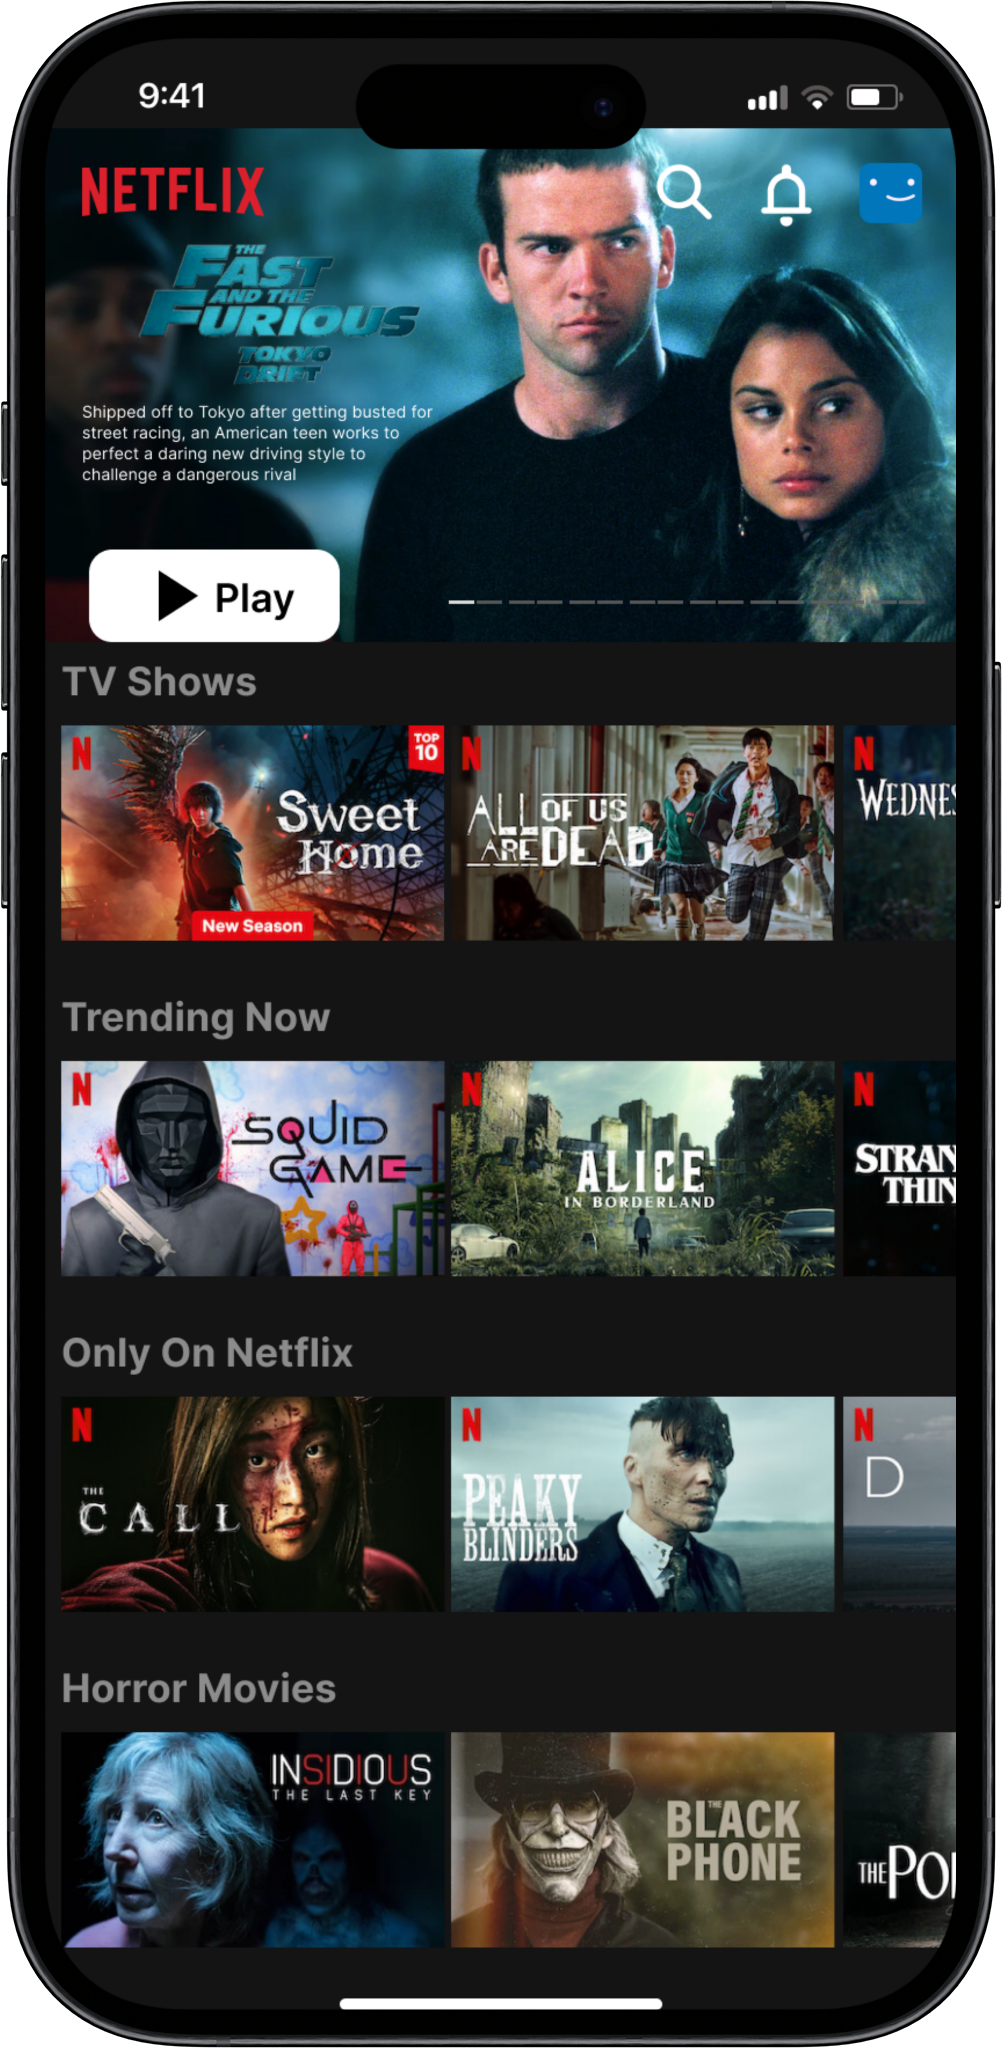 9:41
NETFLIX
THE
FAST
AND THE
FURIOUS
TOKYO
DRIFT
Shipped off to Tokyo after getting busted for
street racing, an American teen works to
perfect a daring new driving style to
challenge a dangerous rival
Play
TV Shows
N
TOP
10
Sweet
Home
New Season
N
ALL OF US
ARE DEAD
N
WEDNES
Trending Now
N
SQUID
GAME
N
ALICE
IN BORDERLAND
N
STRAN
THIN
Only On Netflix
N
THE
CALL
N
PEAKY
BLINDERS
N
D
Horror Movies
INSIDIOUS
THE LAST KEY
THE BLACK
PHONE
THE PO